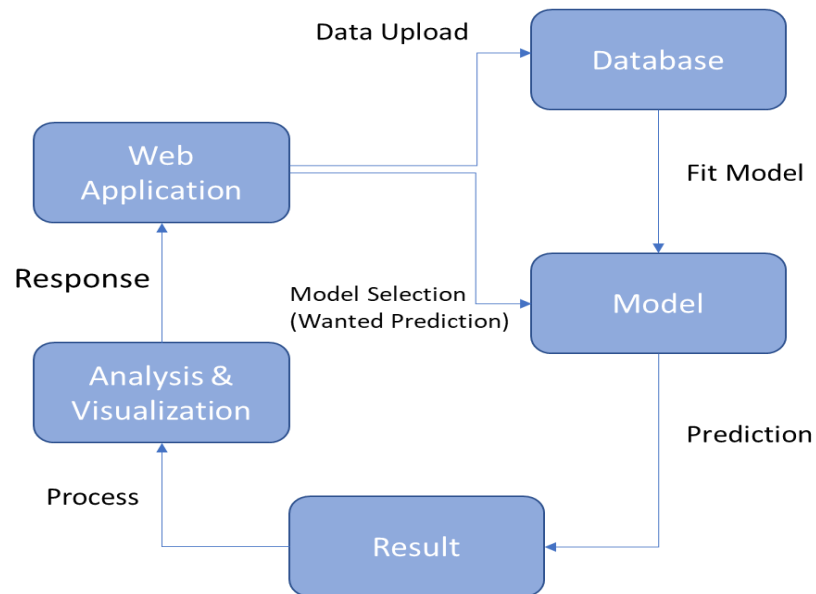 Data Upload
Database
Web
Application
Fit Model
Response
Model Selection
(Wanted Prediction)
Model
Analysis &
Visualization
Prediction
Process
Result